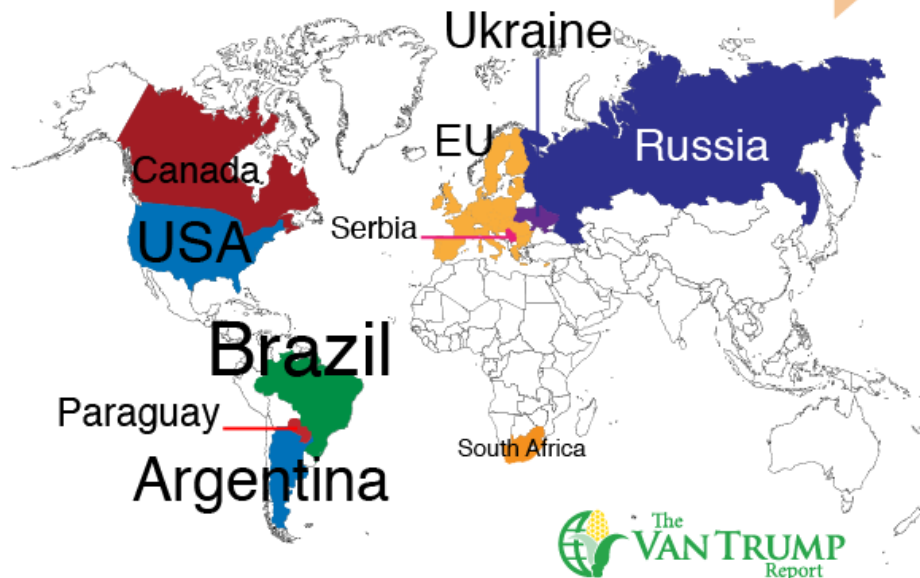 Ukraine
EU
Russia
Canada
USA
Serbia
Brazil
Paraguay
South Africa
Argentina
The
VAN TRUMP
Report